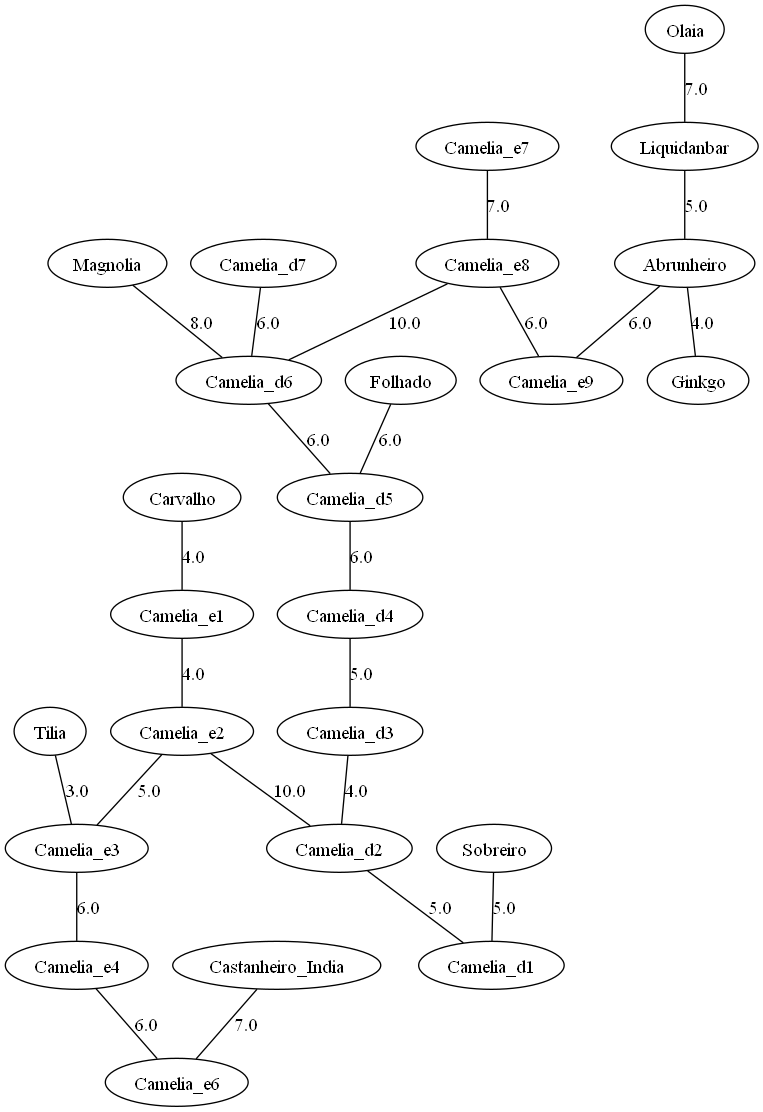 Olaia
7.0
Camelia_e7
Liquidanbar
7.0
5.0
Magnolia
Camelia_d7
Camelia_e8
Abrunheiro
8.0
6.0
10.0
6.0
6.0
4.0
Camelia_d6
Folhado
Camelia_e9
Ginkgo
6.0
6.0
Carvalho
Camelia_d5
4.0
6.0
Camelia_e1
Camelia_d4
4.0
5.0
Tilia
Camelia_e2
Camelia_d3
3.0
5.0
10.0
4.0
Camelia_e3
Camelia_d2
Sobreiro
6.0
5.0
5.0
Camelia_e4
Castanheiro_India
Camelia_d1
6.0
7.0
Camelia_e6